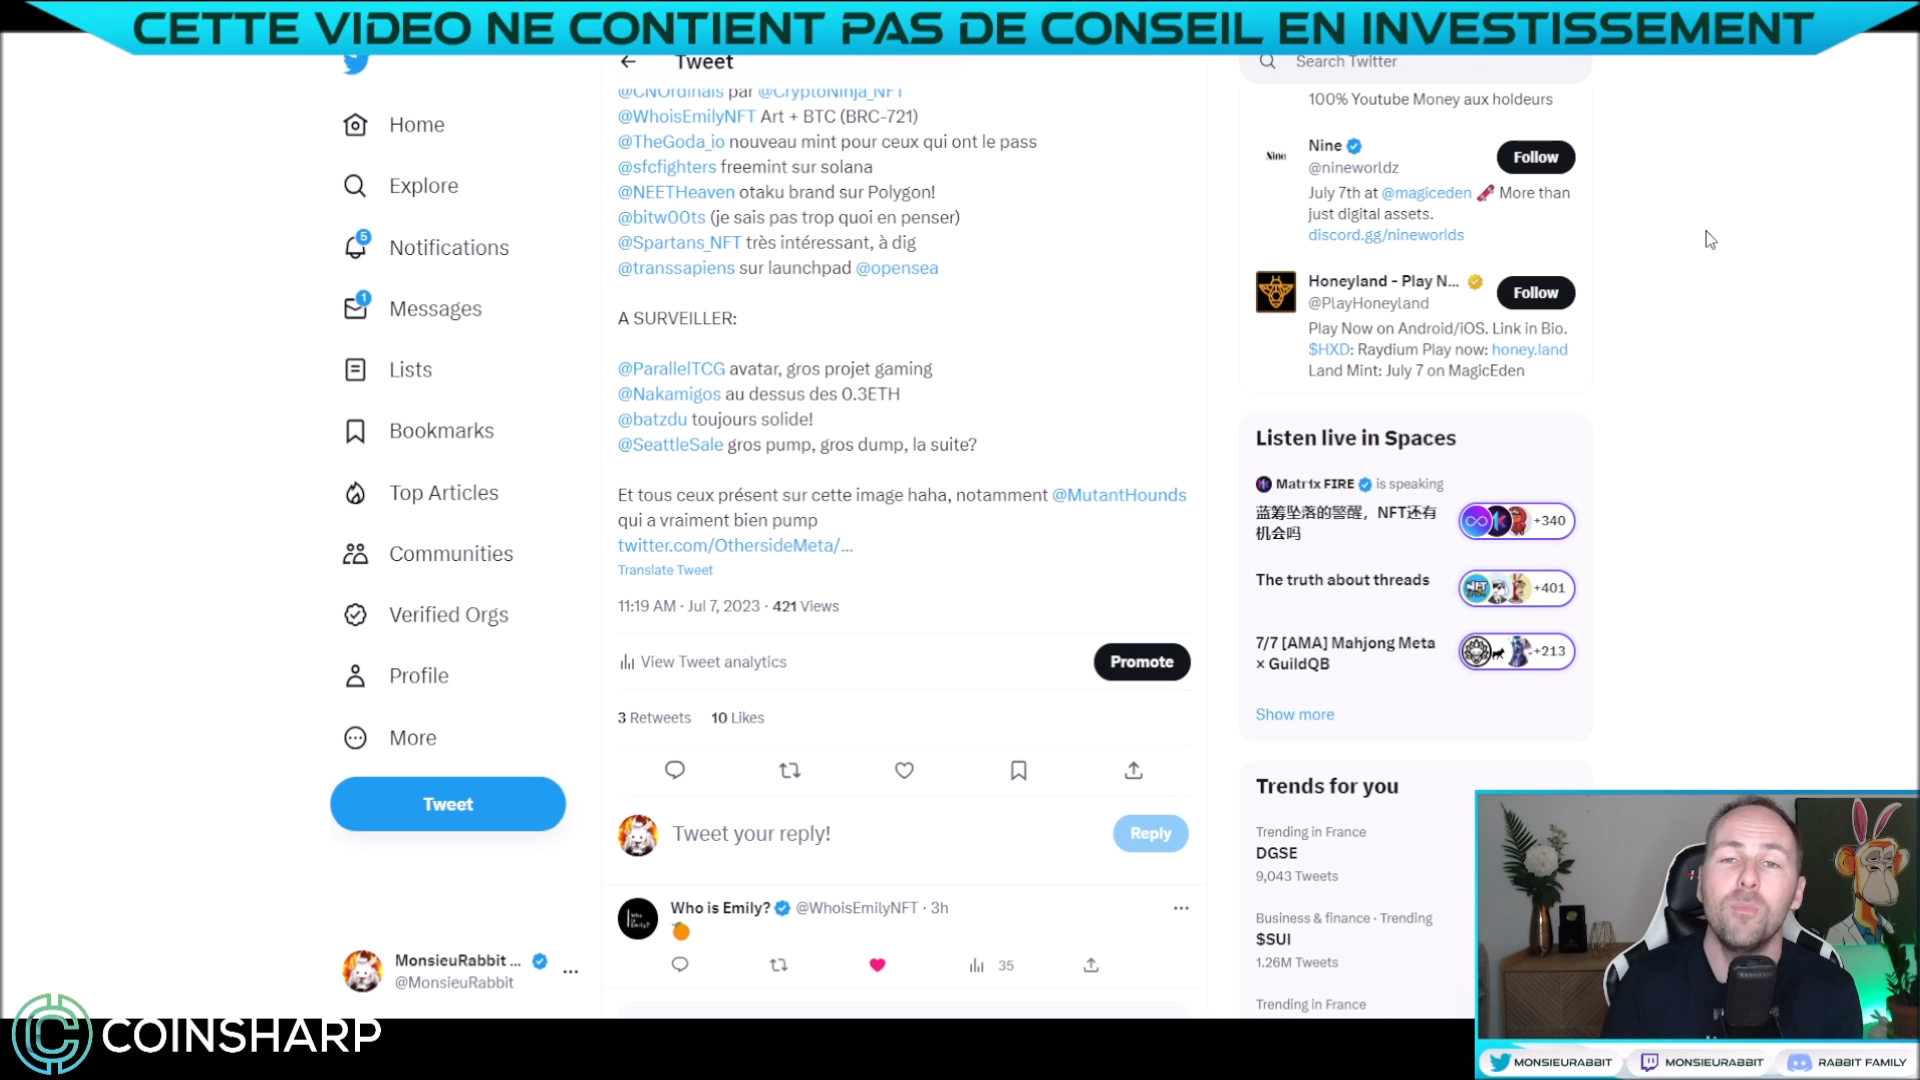 CETTE VIDEO NE CONTIENT PAS DE CONSEIL EN INVESTISSEMENT
Home
Explore
5
Notifications
1
Messages
Lists
Bookmarks
Top Articles
Communities
Verified Orgs
Profile
More
Tweet
MonsieuRabbit ...
@MonsieuRabbit
COINSHARP
Tweet
@CNOrdinals par @CryptoNinja_NFT
@WhoisEmilyNFT Art + BTC (BRC-721)
@TheGoda_io nouveau mint pour ceux qui ont le pass
@sfcfighters freemint sur solana
@NEETHeaven otaku brand sur Polygon!
@bitw00ts (je sais pas trop quoi en penser)
@Spartans_NFT très intéressant, à dig
@transsapiens sur launchpad @opensea
A SURVEILLER:
@ParallelTCG avatar, gros projet gaming
@Nakamigos au dessus des 0.3ETH
@batzdu toujours solide!
@SeattleSale gros pump, gros dump, la suite?
Et tous ceux présent sur cette image haha, notamment @MutantHounds
qui a vraiment bien pump
twitter.com/OthersideMeta/...
Translate Tweet
11:19 AM · Jul 7, 2023 · 421 Views
View Tweet analytics
Promote
3 Retweets 10 Likes
Tweet your reply!
Reply
Who is Emily? @WhoisEmilyNFT · 3h
35
Search Twitter
100% Youtube Money aux holdeurs
Nine
Nine
@nineworldz
Follow
July 7th at @magiceden More than
just digital assets.
discord.gg/nineworlds
Honeyland - Play N...
@PlayHoneyland
Follow
Play Now on Android/iOS. Link in Bio.
$HXD: Raydium Play now: honey.land
Land Mint: July 7 on MagicEden
Listen live in Spaces
Matr1x FIRE is speaking
蓝筹坠落的警醒，NFT还有
机会吗
+340
The truth about threads
+401
7/7 [AMA] Mahjong Meta
× GuildQB
+213
Show more
Trends for you
Trending in France
DGSE
9,043 Tweets
Business & finance · Trending
$SUI
1.26M Tweets
Trending in France
MONSIEURABBIT
MONSIEURABBIT
RABBIT FAMILY